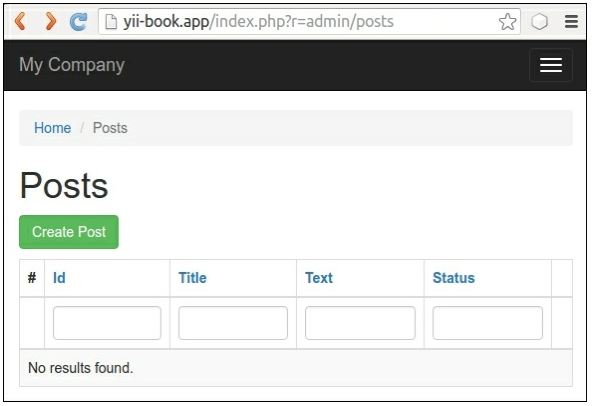 yii-book.app/index.php?r=admin/posts
My Company
Home / Posts
Posts
Create Post
# Id Title Text Status
No results found.